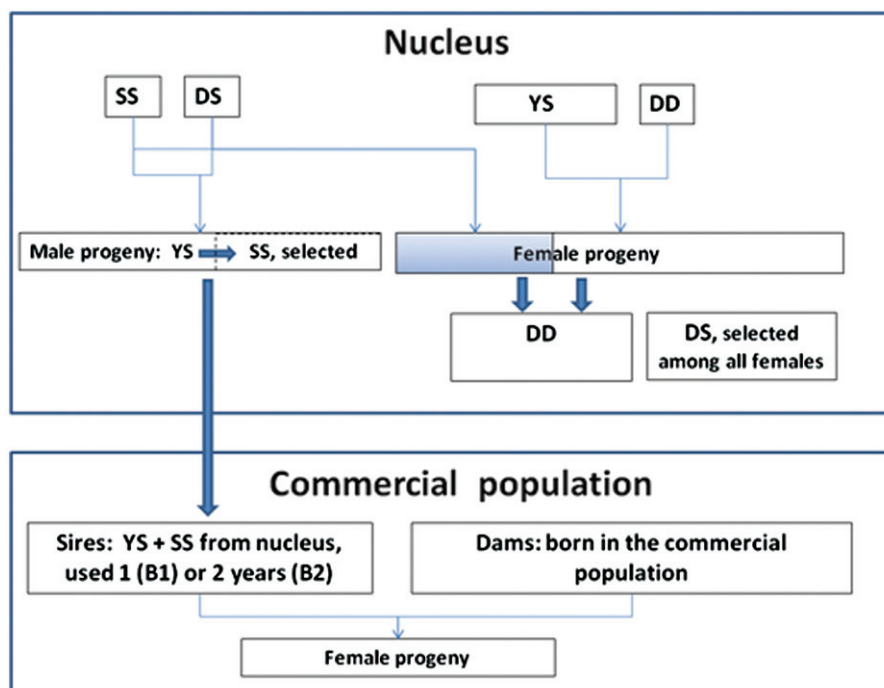 Nucleus
SS DS YS DD
Male progeny: YS SS, selected
Female progeny
DD
DS, selected
among all females
Commercial population
Sires: YS + SS from nucleus,
used 1 (B1) or 2 years (B2)
Dams: born in the commercial
population
Female progeny